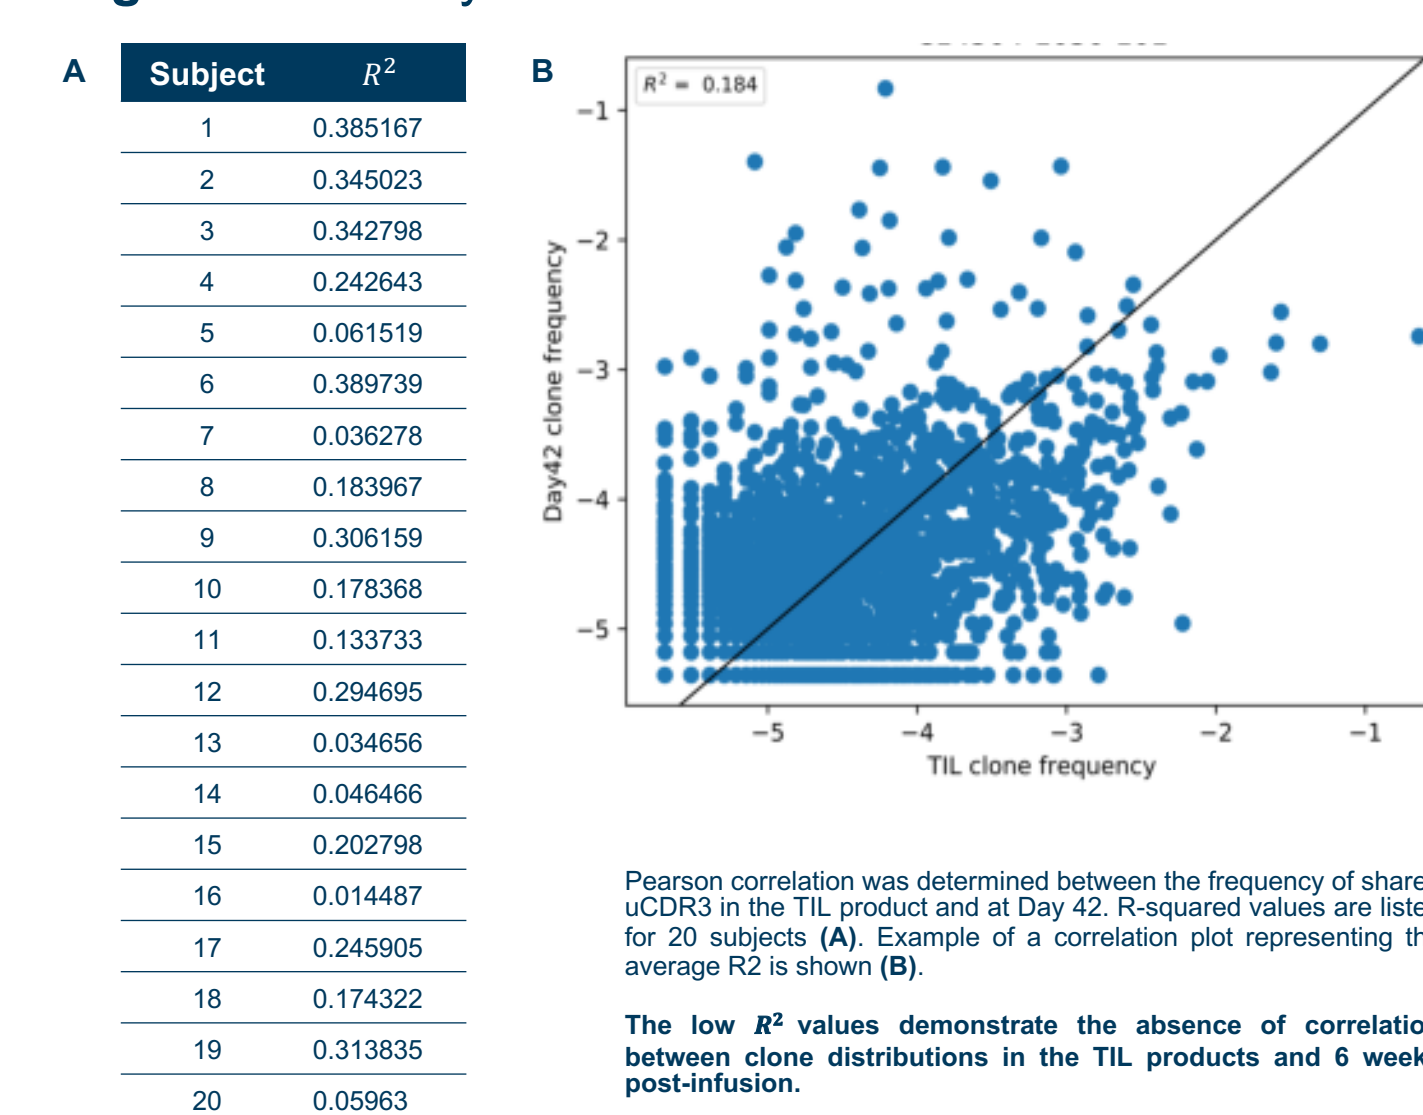 A
Subject R²
1 0.385167
2 0.345023
3 0.342798
4 0.242643
5 0.061519
6 0.389739
7 0.036278
8 0.183967
9 0.306159
10 0.178368
11 0.133733
12 0.294695
13 0.034656
14 0.046466
15 0.202798
16 0.014487
17 0.245905
18 0.174322
19 0.313835
20 0.05963
B
R² = 0.184
Day42 clone frequency
−1
−2
−3
−4
−5
−5 −4 −3 −2 −1
TIL clone frequency
Pearson correlation was determined between the frequency of share
uCDR3 in the TIL product and at Day 42. R-squared values are liste
for 20 subjects (A). Example of a correlation plot representing th
average R2 is shown (B).
The low R² values demonstrate the absence of correlatio
between clone distributions in the TIL products and 6 week
post-infusion.